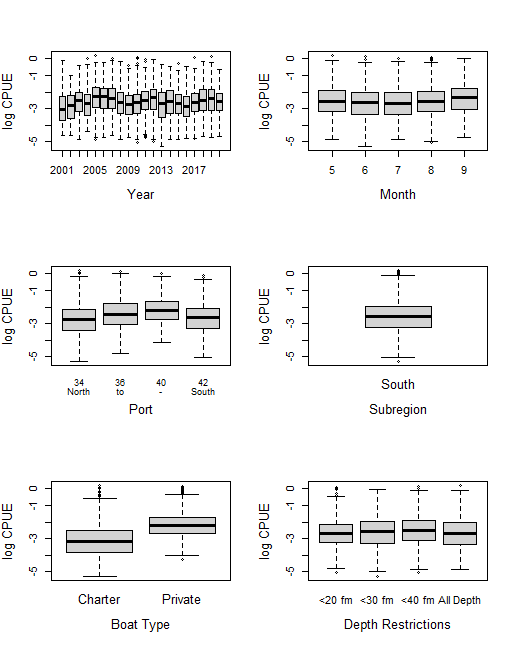 log CPUE
0
-1
-3
-5
2001 2005 2009 2013 2017
Year
log CPUE
0
-1
-3
-5
5 6 7 8 9
Month
log CPUE
0
-1
-3
-5
34 36 40 42
North to - South
Port
log CPUE
0
-1
-3
-5
South
Subregion
log CPUE
0
-1
-3
-5
Charter Private
Boat Type
log CPUE
0
-1
-3
-5
<20 fm <30 fm <40 fm All Depth
Depth Restrictions